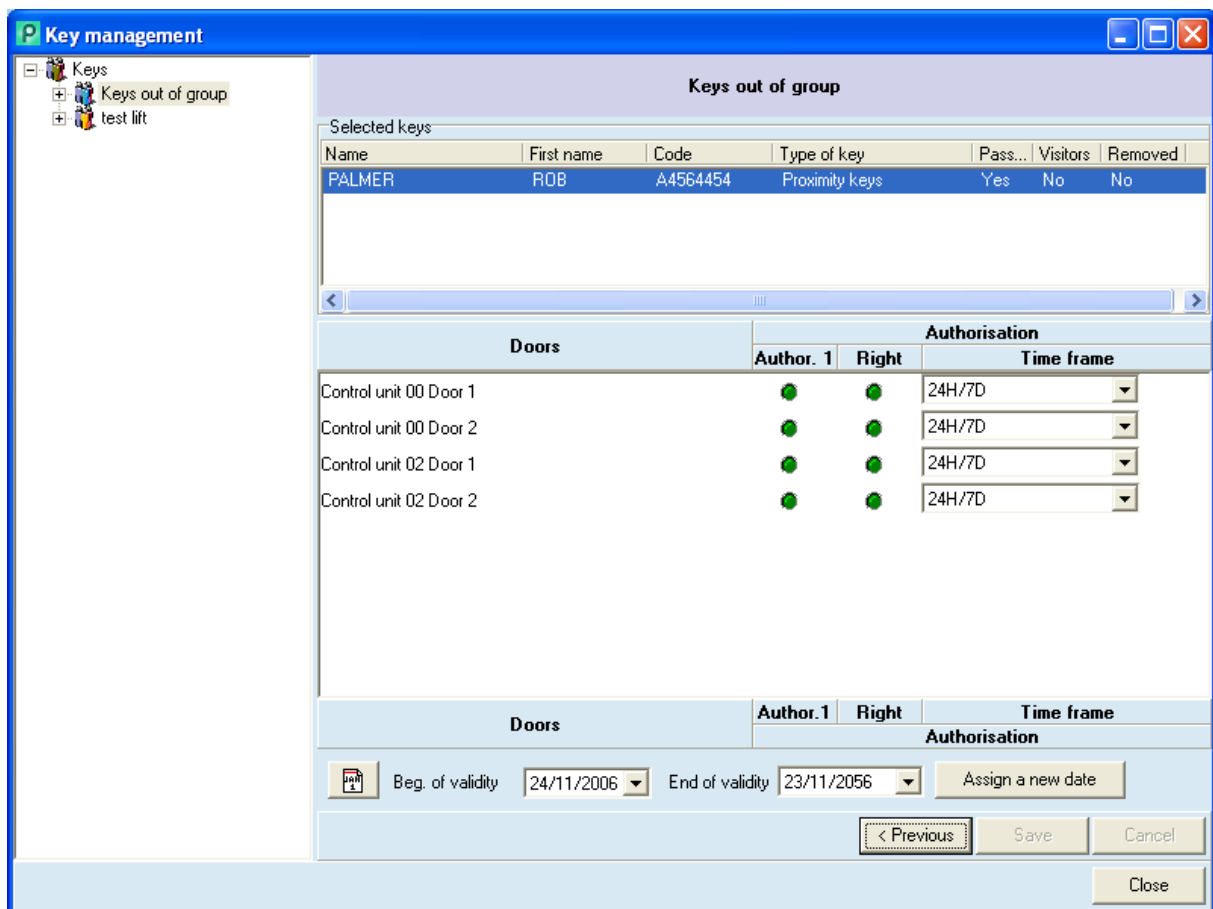 Key management
Keys
Keys out of group
test lift
Keys out of group
Selected keys
Name First name Code Type of key Pass... Visitors Removed
PALMER ROB A4564454 Proximity keys Yes No No
Doors Authorisation
Author. 1 Right Time frame
Control unit 00 Door 1 24H/7D
Control unit 00 Door 2 24H/7D
Control unit 02 Door 1 24H/7D
Control unit 02 Door 2 24H/7D
Doors Author.1 Right Time frame
Authorisation
Beg. of validity 24/11/2006 End of validity 23/11/2056 Assign a new date
< Previous Save Cancel
Close